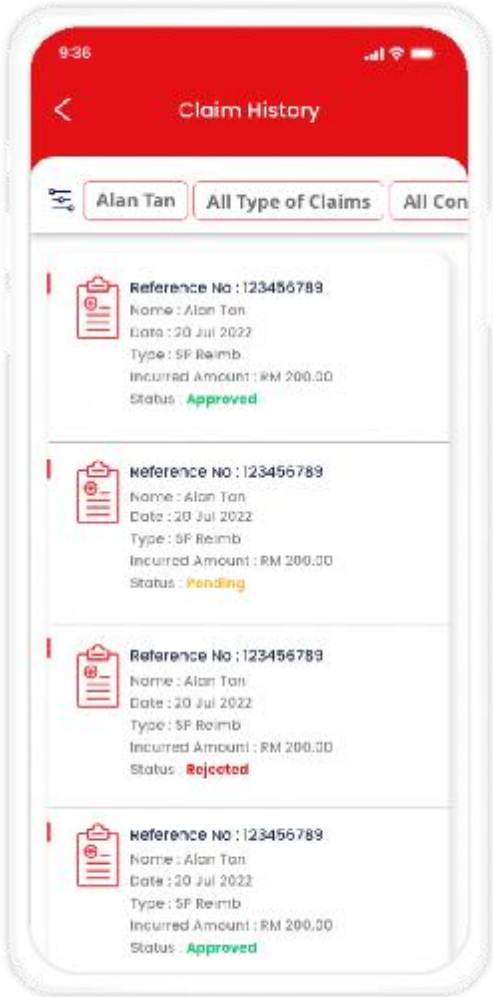 9:36
Claim History
Alan Tan
All Type of Claims
All Con
Reference No : 123456789
Name : Alan Tan
Date : 20 Jul 2022
Type : SP Reimb
Incurred Amount : RM 200.00
Status : Approved
Reference No : 123456789
Name : Alan Tan
Date : 20 Jul 2022
Type : SP Reimb
Incurred Amount : RM 200.00
Status : Pending
Reference No : 123456789
Name : Alan Tan
Date : 20 Jul 2022
Type : SP Reimb
Incurred Amount : RM 200.00
Status : Rejected
Reference No : 123456789
Name : Alan Tan
Date : 20 Jul 2022
Type : SP Reimb
Incurred Amount : RM 200.00
Status : Approved